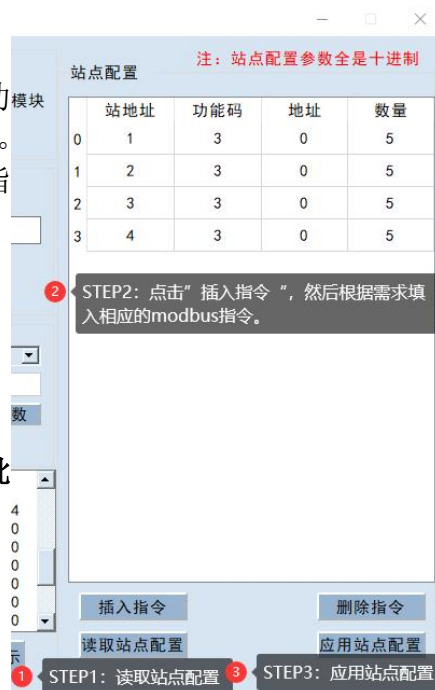 注：站点配置参数全是十进制
站点配置
模块
。
站地址 功能码 地址 数量
0 1 3 0 5
1 2 3 0 5
2 3 3 0 5
3 4 3 0 5
2 STEP2：点击”插入指令“，然后根据需求填
入相应的modbus指令。
数
4
0
0
0
0
0
0
插入指令 删除指令
读取站点配置 应用站点配置
示
1 STEP1：读取站点配置 3 STEP3：应用站点配置